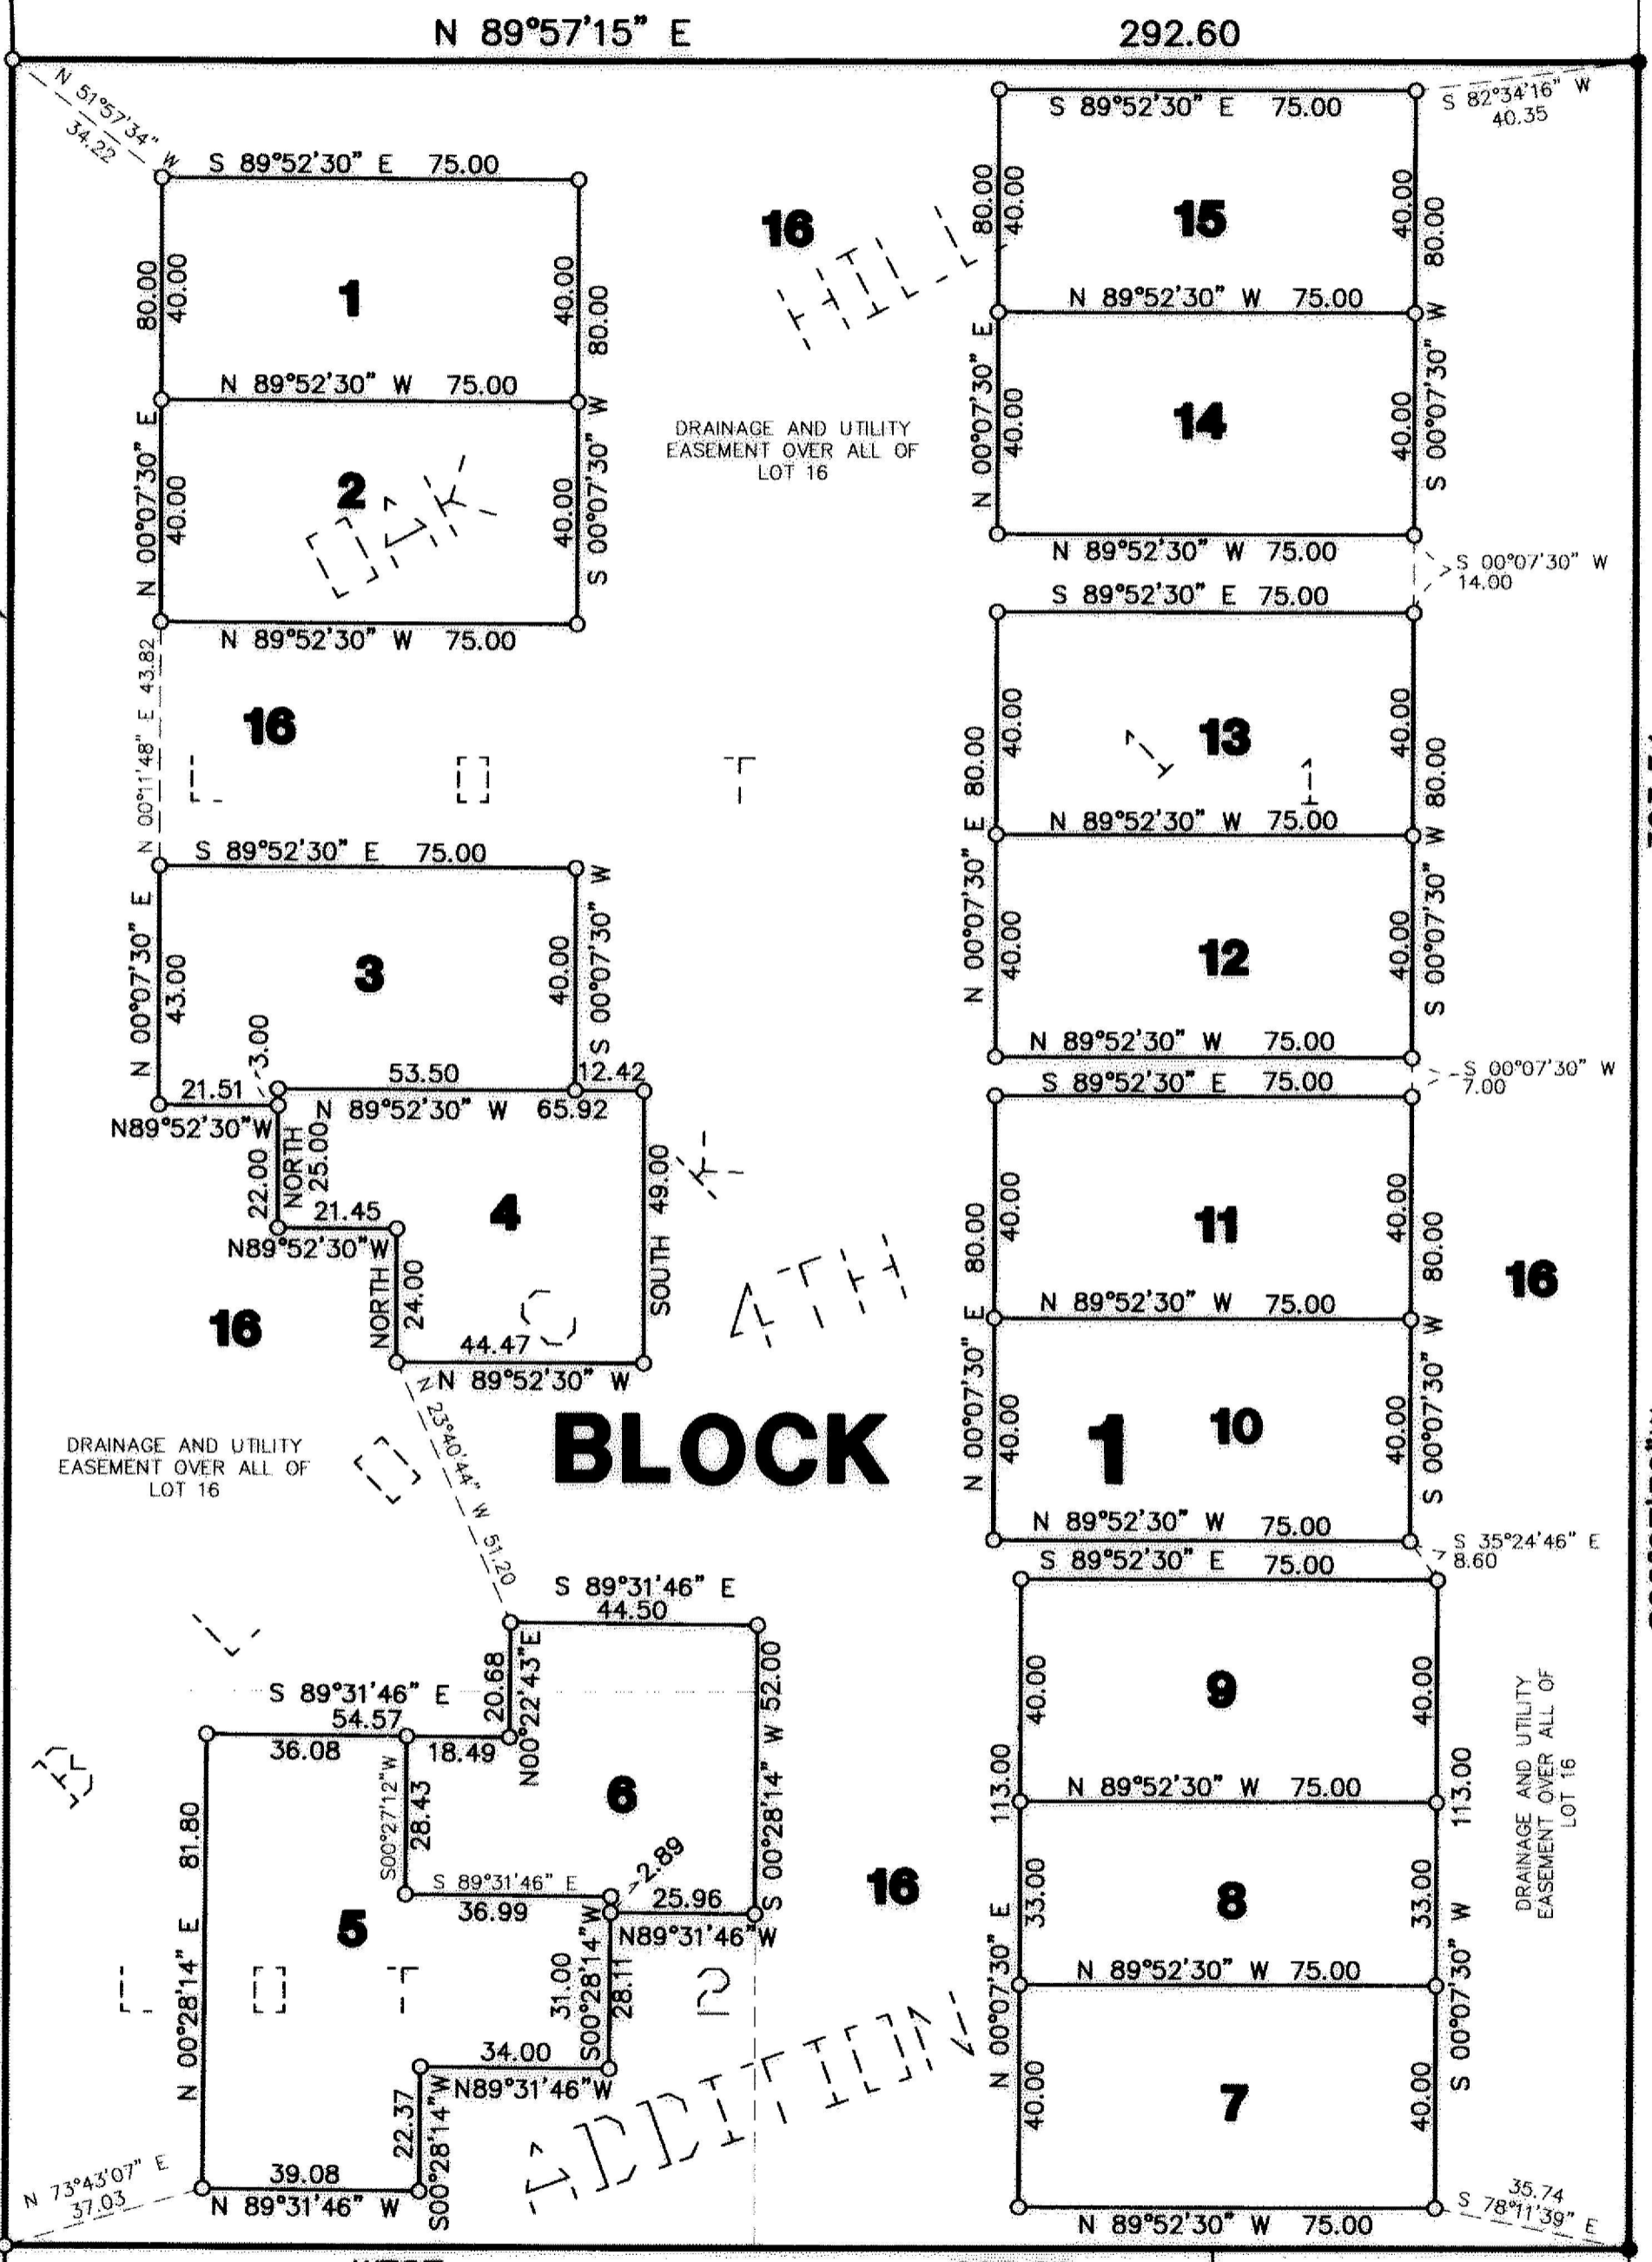 N 89°57'15" E 292.60
N 51°57'34" W
34.22
S 89°52'30" E 75.00
80.00
40.00
1
40.00
80.00
N 89°52'30" W 75.00
N 00°07'30" E
40.00
2
40.00
S 00°07'30" W
N 89°52'30" W 75.00
OAK
16
HILL
DRAINAGE AND UTILITY
EASEMENT OVER ALL OF
LOT 16
S 89°52'30" E 75.00
S 82°34'16" W
40.35
80.00
40.00
15
40.00
80.00
N 89°52'30" W 75.00
N 00°07'30" E
40.00
14
40.00
S 00°07'30" W
N 89°52'30" W 75.00
S 00°07'30" W
14.00
S 89°52'30" E 75.00
N 00°11'48" E 43.82
16
LOT 1
40.00
13
40.00
80.00
80.00
N 89°52'30" W 75.00
N 00°07'30" E
40.00
12
40.00
S 00°07'30" W
N 89°52'30" W 75.00
S 00°07'30" W
7.00
S 89°52'30" E 75.00
S 89°52'30" E 75.00
N 00°07'30" E
43.00
3
40.00
S 00°07'30" W
3.00
53.50
12.42
21.51
N 89°52'30" W 65.92
N89°52'30"W
22.00
NORTH
25.00
21.45
N89°52'30"W
4
SOUTH 49.00
NORTH
24.00
44.47
N 89°52'30" W
16
4TH
80.00
40.00
11
40.00
80.00
16
N 89°52'30" W 75.00
N 00°07'30" E
40.00
10
40.00
S 00°07'30" W
BLOCK 1
N 89°52'30" W 75.00
S 35°24'46" E
8.60
S 89°52'30" E 75.00
DRAINAGE AND UTILITY
EASEMENT OVER ALL OF
LOT 16
N 23°40'44" W 51.20
S 89°31'46" E
44.50
20.68
N00°22'43"E
S 00°28'14" W 52.00
S 89°31'46" E
54.57
36.08
18.49
S00°27'12"W
28.43
6
81.80
N 00°28'14" E
5
S 89°31'46" E
36.99
2.89
25.96
N89°31'46"W
31.00
S00°28'14"W
28.11
LOT 2
34.00
N89°31'46"W
22.37
S00°28'14"W
39.08
N 89°31'46" W
N 73°43'07" E
37.03
16
ADDITION
40.00
9
40.00
113.00
113.00
N 89°52'30" W 75.00
DRAINAGE AND UTILITY
EASEMENT OVER ALL OF
LOT 16
33.00
8
33.00
N 89°52'30" W 75.00
N 00°07'30" E
S 00°07'30" W
40.00
7
40.00
N 89°52'30" W 75.00
35.74
S 78°11'39" E